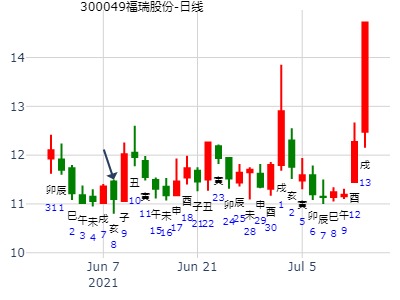 300049福瑞股份-日线
14
13
12
11
10
卯 辰 巳 午 未 戌 亥 子 丑 寅 午 未 申 酉 子 丑 寅 卯 辰 未 申 酉 戌 亥 寅 卯 辰 巳 午 酉 戌
31 1 2 3 4 7 8 9 10 11 15 16 17 18 21 22 23 24 25 28 29 30 1 2 5 6 7 8 9 12 13
Jun 7
2021
Jun 21
Jul 5